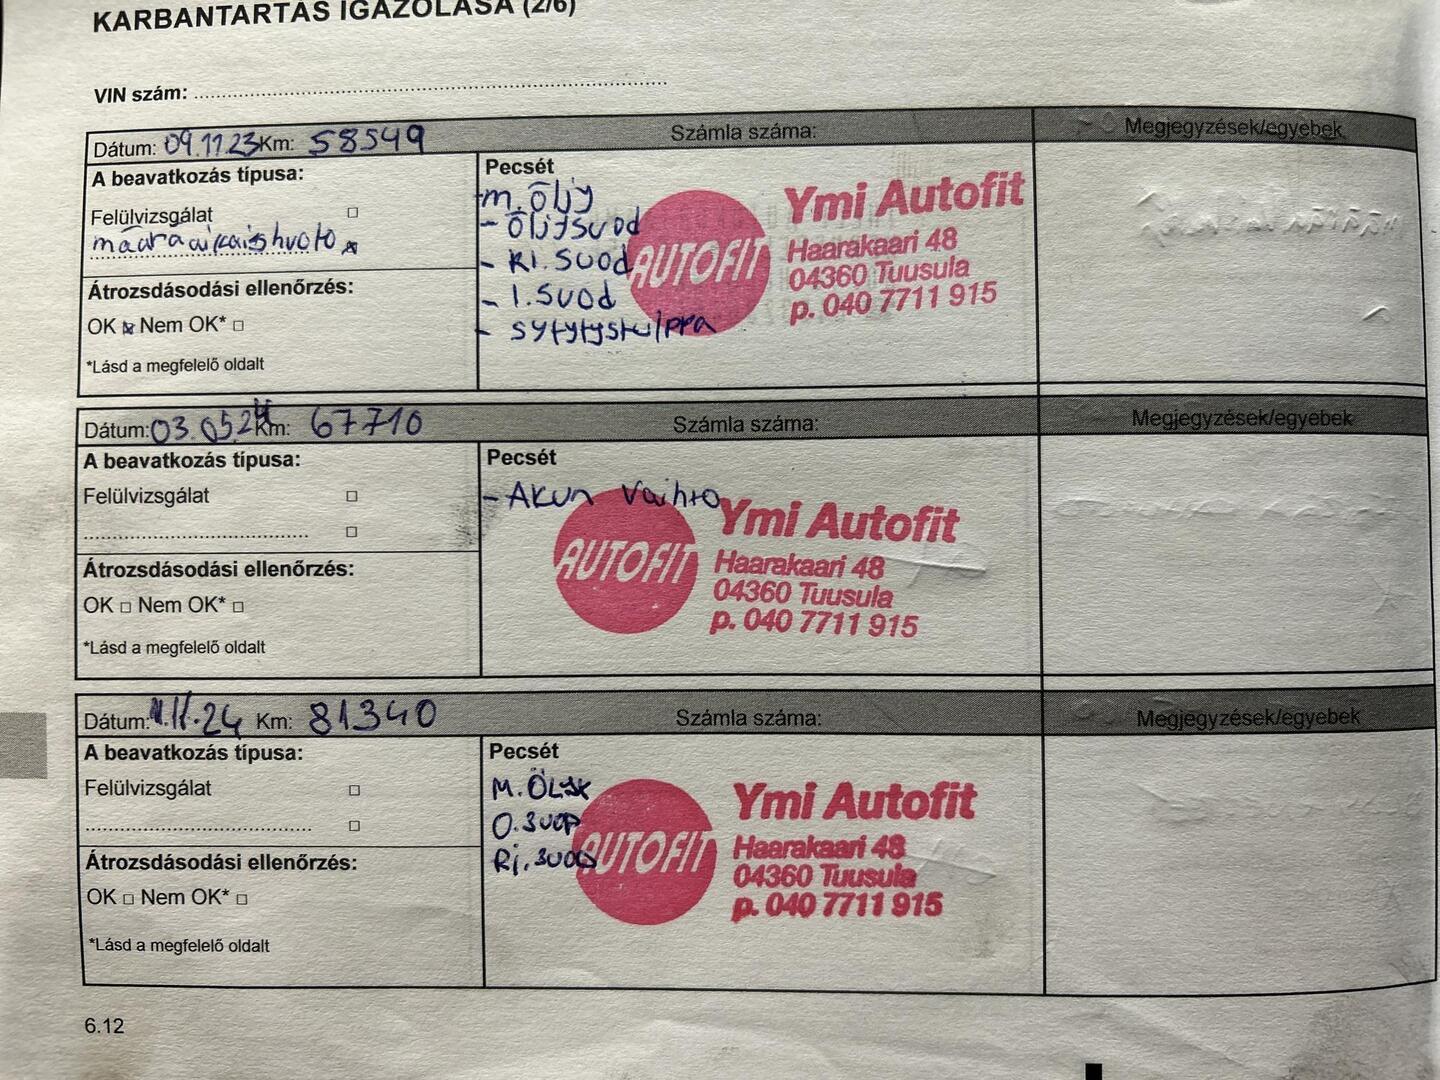 KARBANTARTÁS IGAZOLÁSA (2/6)
VIN szám:
Dátum: 09.11.23 Km: 58549 Számla száma: Megjegyzések/egyebek
A beavatkozás típusa:
Felülvizsgálat
määräaikaishuolto
Átrozsdásodási ellenőrzés:
OK Nem OK*
*Lásd a megfelelő oldalt
Pecsét
- m. Öljy
- Öljysuod
- Ri. Suod
- I. Suod
- Sytytystulppa
AUTOFIT
Ymi Autofit
Haarakaari 48
04360 Tuusula
p. 040 7711 915
Dátum: 03.05.24 Km: 67710 Számla száma: Megjegyzések/egyebek
A beavatkozás típusa:
Felülvizsgálat
Átrozsdásodási ellenőrzés:
OK Nem OK*
*Lásd a megfelelő oldalt
Pecsét
- Akun Vaihto
AUTOFIT
Ymi Autofit
Haarakaari 48
04360 Tuusula
p. 040 7711 915
Dátum: 11.24 Km: 81340 Számla száma: Megjegyzések/egyebek
A beavatkozás típusa:
Felülvizsgálat
Átrozsdásodási ellenőrzés:
OK Nem OK*
*Lásd a megfelelő oldalt
Pecsét
M. ÖLJY
O. SUOD
Ri. SUOD
AUTOFIT
Ymi Autofit
Haarakaari 48
04360 Tuusula
p. 040 7711 915
6.12